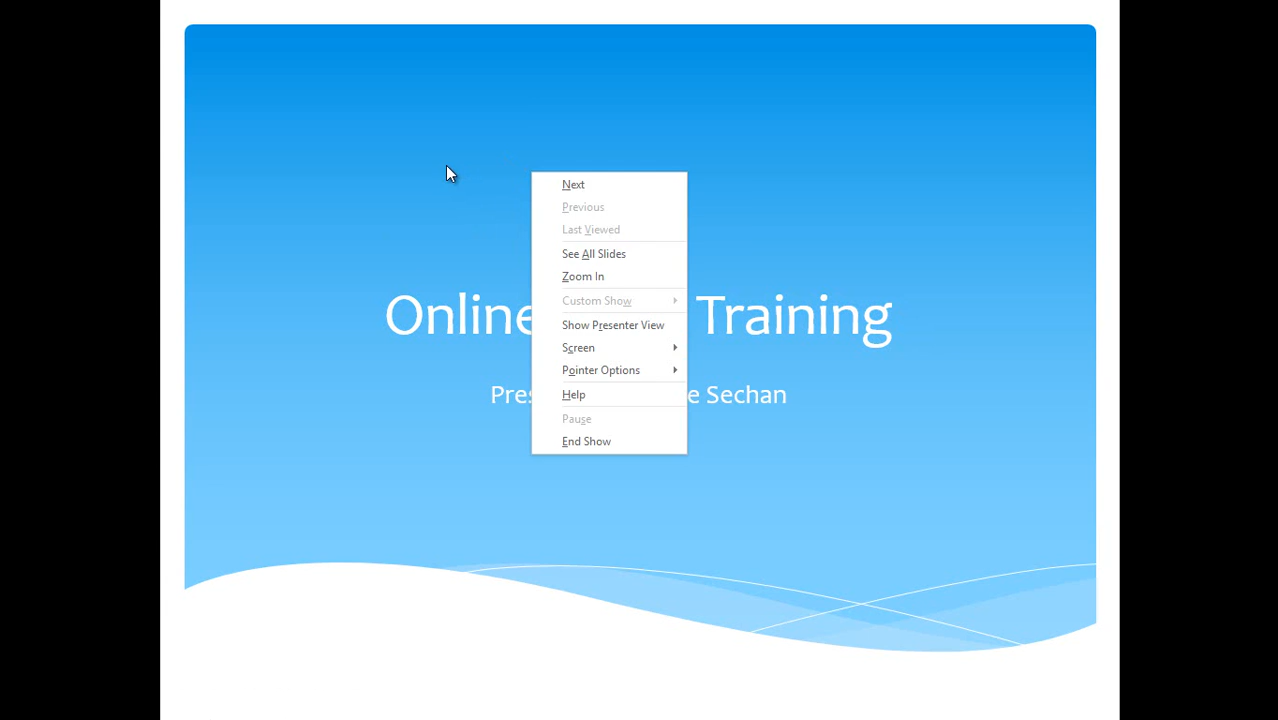 Next
Previous
Last Viewed
See All Slides
Zoom In
Custom Show
Online Training
Show Presenter View
Screen
Pointer Options
Sechan
Help
Pause
End Show